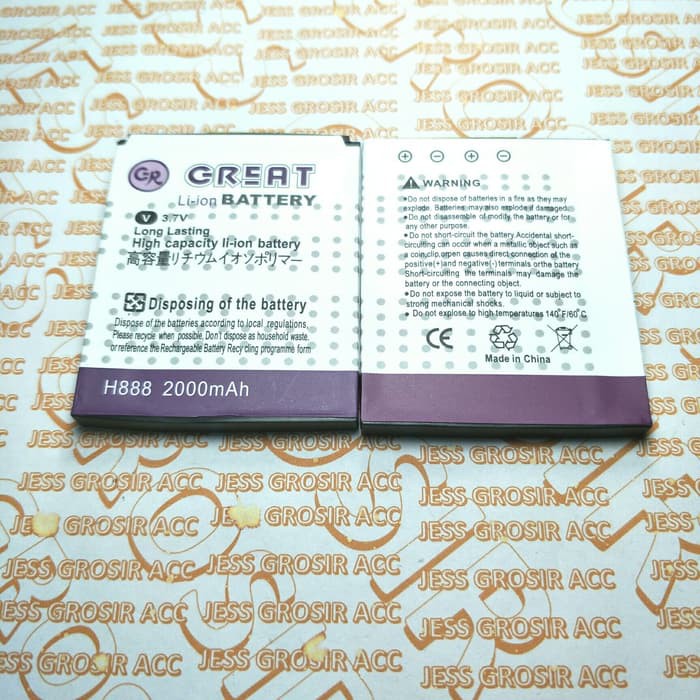 GR GREAT
Li-ion BATTERY
V 3.7V
Long Lasting
High capacity li-ion battery
高容量リチウムイオンポリマー
Disposing of the battery
Dispose of the batteries according to local regulations,
Please recycle when possible. Don't dispose as household waste.
or reference the Rechargeable Battery Recycling programme form
H888 2000mAh
+ - + -
WARNING
•Do not dispose of batteries in a fire as they may
explode. Batteries may also explode if damaged.
•Do not disassemble of modify the battery or for
any other purpose.
•Do not short-circuit the battery Accidental short-
circuiting can occur when a metallic object such as
a coin,clip,orpen causes direct connection of the
positive(+)and negative(-)terminals or the battery
Short-circuiting the terminals may damage the
battery or the connecting object.
•Do not expose the battery to liquid or subject to
strong mechanical shocks.
•Do not explose to high temperatures 140°F/60°C
CE
Made in China
JESS GROSIR ACC